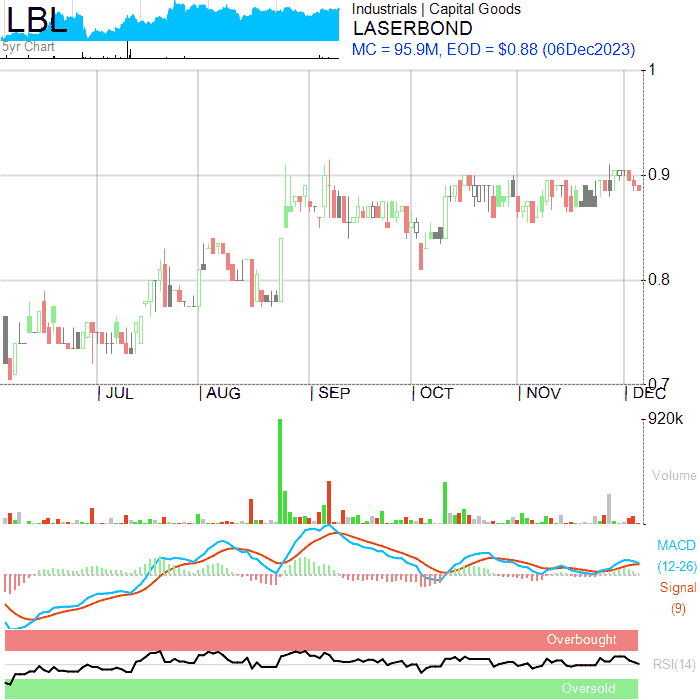 LBL
5yr Chart
Industrials | Capital Goods
LASERBOND
MC = 95.9M, EOD = $0.88 (06Dec2023)
1
0.9
0.8
0.7
JUL AUG SEP OCT NOV DEC
920k
Volume
MACD
(12-26)
Signal
(9)
Overbought
RSI(14)
Oversold